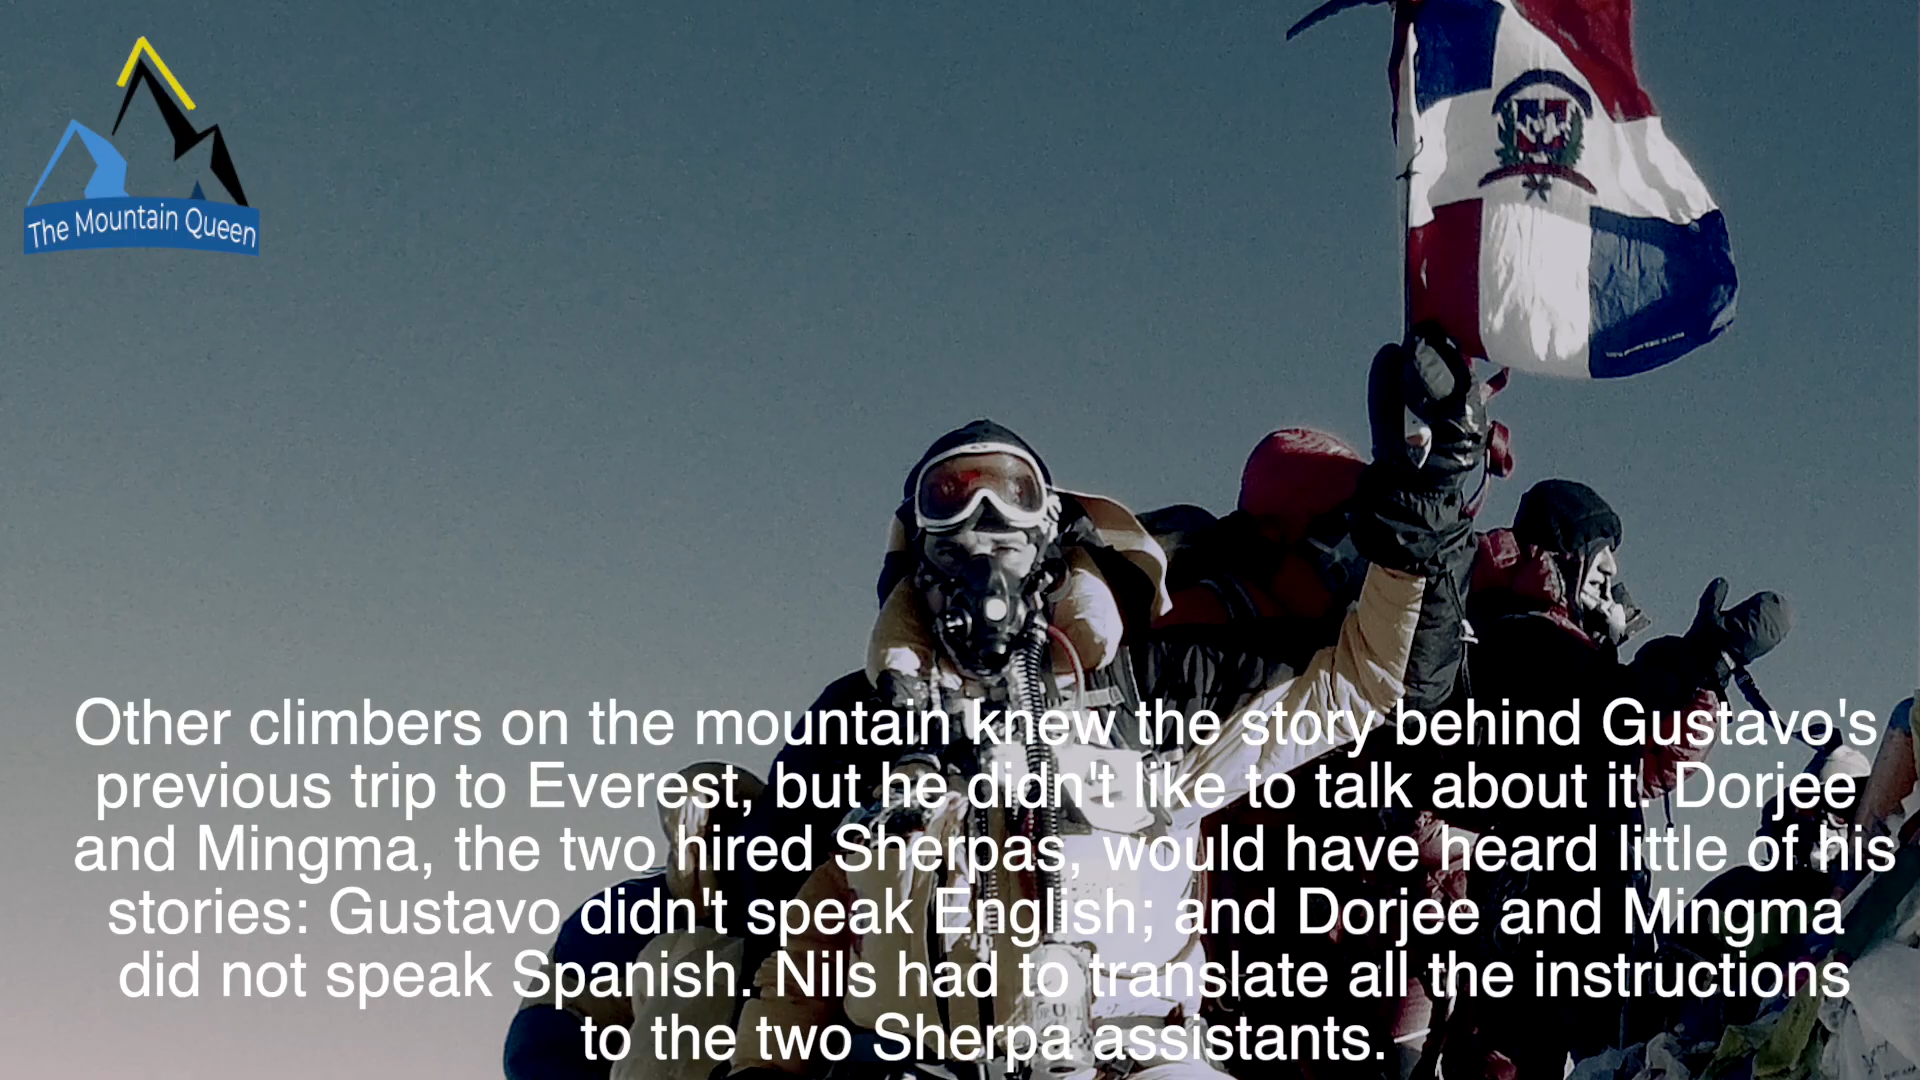 The Mountain Queen
Other climbers on the mountain knew the story behind Gustavo's
previous trip to Everest, but he didn't like to talk about it. Dorjee
and Mingma, the two hired Sherpas, would have heard little of his
stories: Gustavo didn't speak English; and Dorjee and Mingma
did not speak Spanish. Nils had to translate all the instructions
to the two Sherpa assistants.